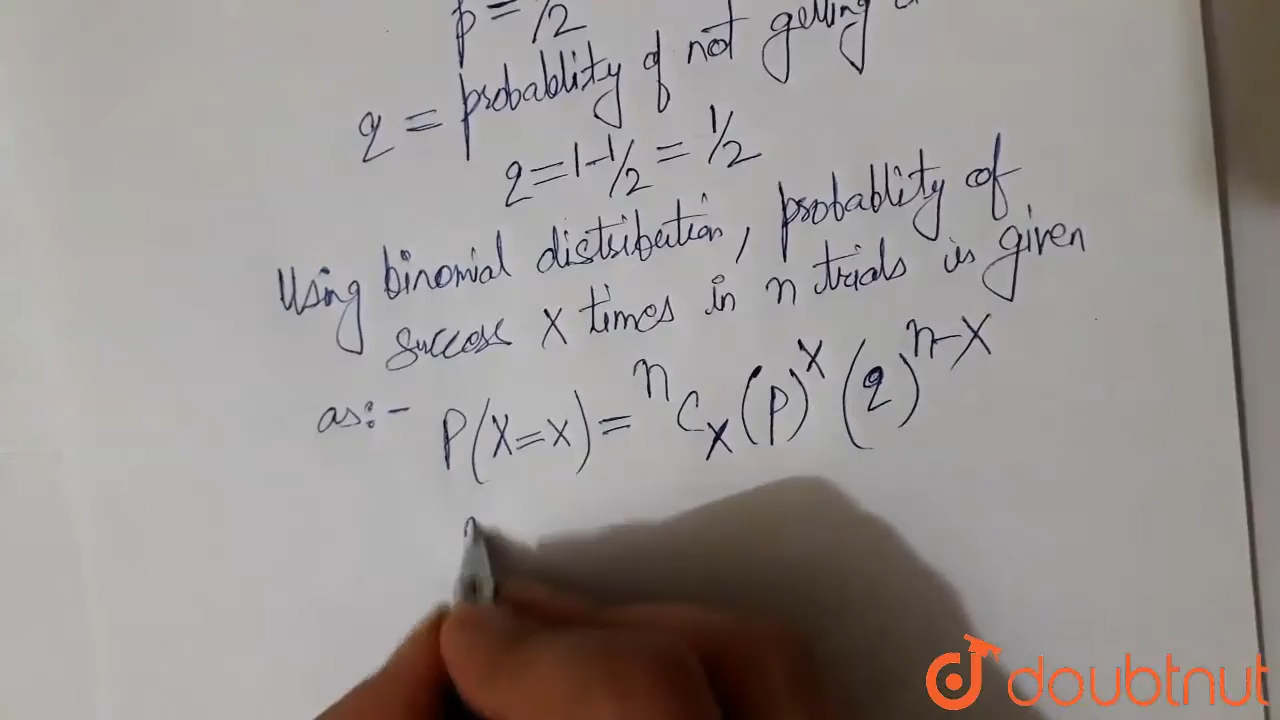 p = 1/2
q = probablity of not getting
q = 1 - 1/2 = 1/2
Using binomial distribution, probablity of
success X times in n trials is given
as:- P(X=x) = ⁿCₓ(p)ˣ(q)ⁿ⁻ˣ
doubtnut